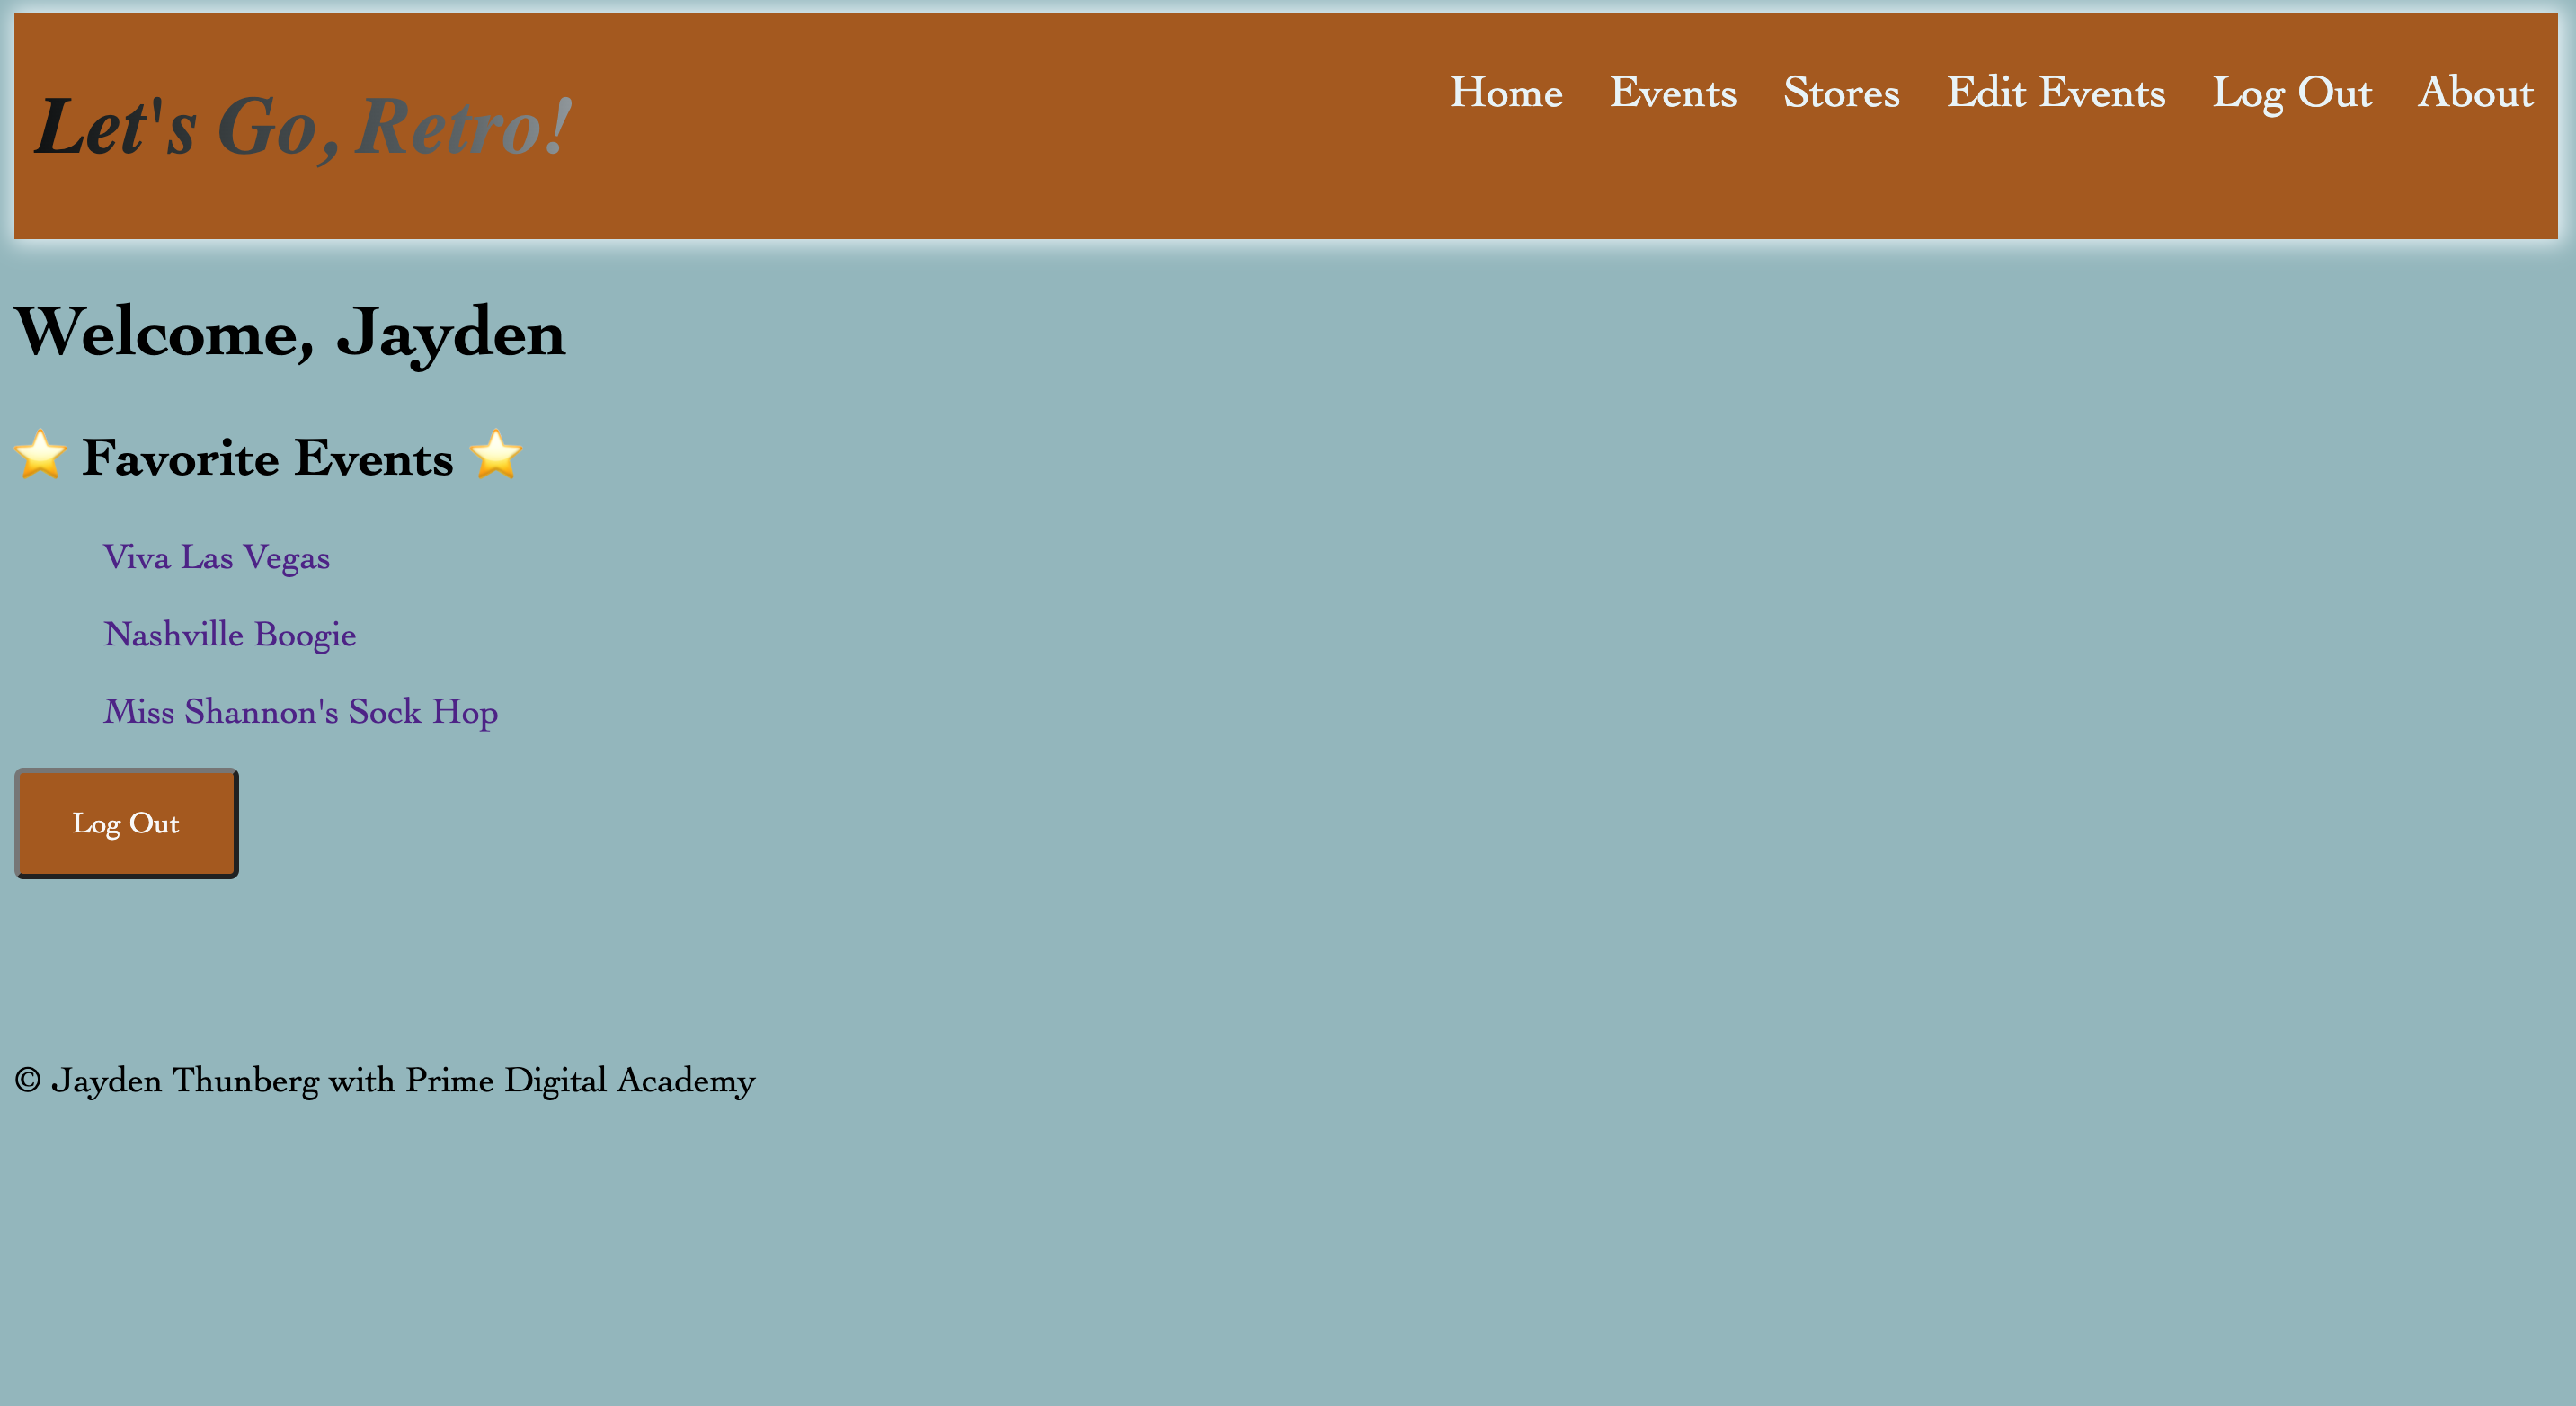 Let's Go, Retro!
Home Events Stores Edit Events Log Out About
Welcome, Jayden
⭐ Favorite Events ⭐
Viva Las Vegas
Nashville Boogie
Miss Shannon's Sock Hop
Log Out
© Jayden Thunberg with Prime Digital Academy